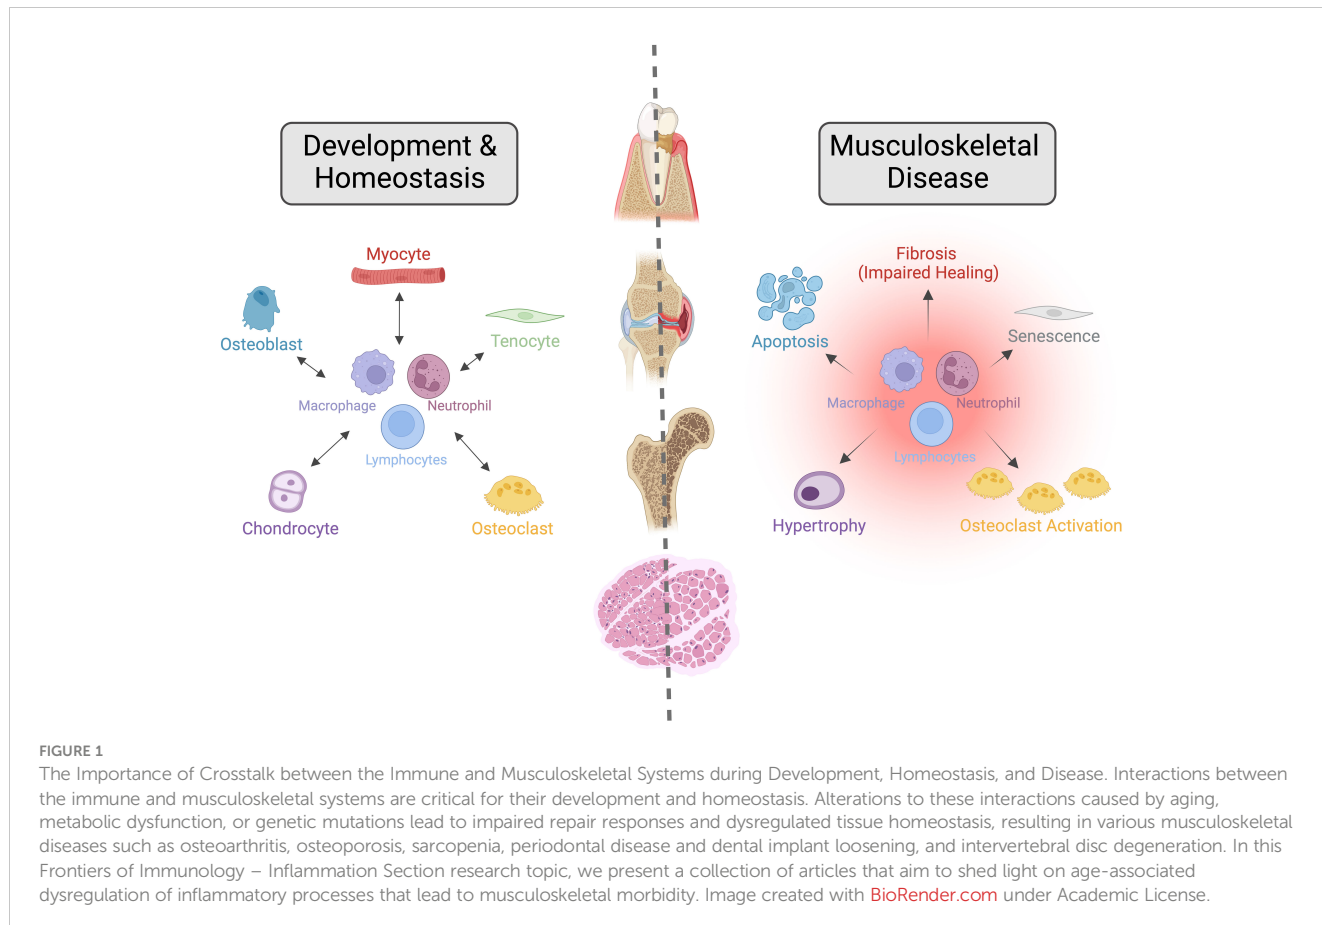 Development &
Homeostasis
Musculoskeletal
Disease
Myocyte
Osteoblast
Tenocyte
Macrophage
Neutrophil
Lymphocytes
Chondrocyte
Osteoclast
Fibrosis
(Impaired Healing)
Apoptosis
Senescence
Macrophage
Neutrophil
Lymphocytes
Hypertrophy
Osteoclast Activation
FIGURE 1
The Importance of Crosstalk between the Immune and Musculoskeletal Systems during Development, Homeostasis, and Disease. Interactions between
the immune and musculoskeletal systems are critical for their development and homeostasis. Alterations to these interactions caused by aging,
metabolic dysfunction, or genetic mutations lead to impaired repair responses and dysregulated tissue homeostasis, resulting in various musculoskeletal
diseases such as osteoarthritis, osteoporosis, sarcopenia, periodontal disease and dental implant loosening, and intervertebral disc degeneration. In this
Frontiers of Immunology – Inflammation Section research topic, we present a collection of articles that aim to shed light on age-associated
dysregulation of inflammatory processes that lead to musculoskeletal morbidity. Image created with BioRender.com under Academic License.